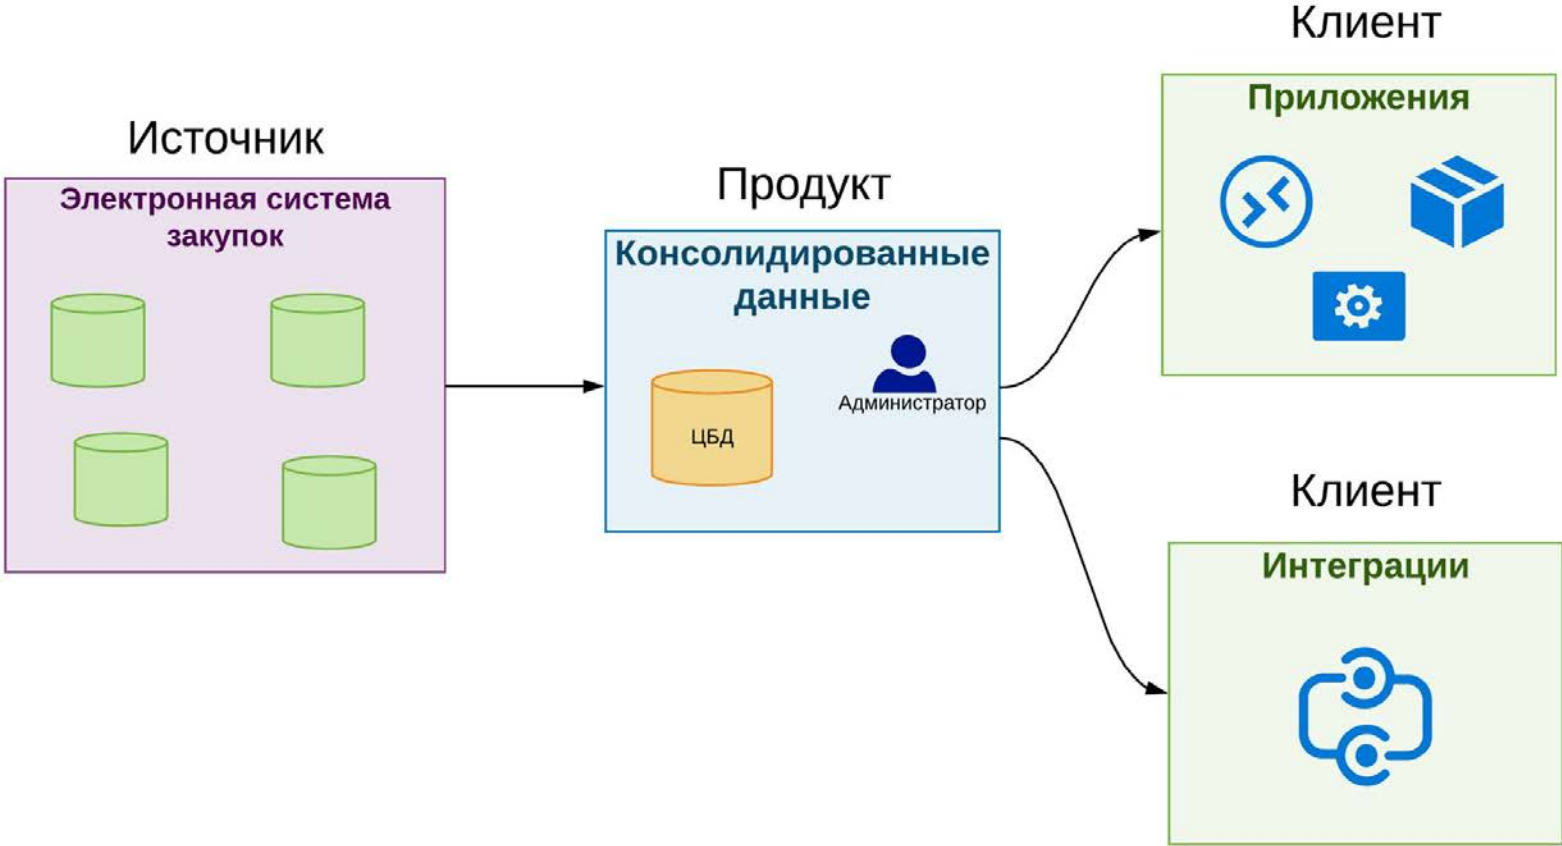 Источник
Электронная система
закупок
Продукт
Консолидированные
данные
ЦБД
Администратор
Клиент
Приложения
Клиент
Интеграции